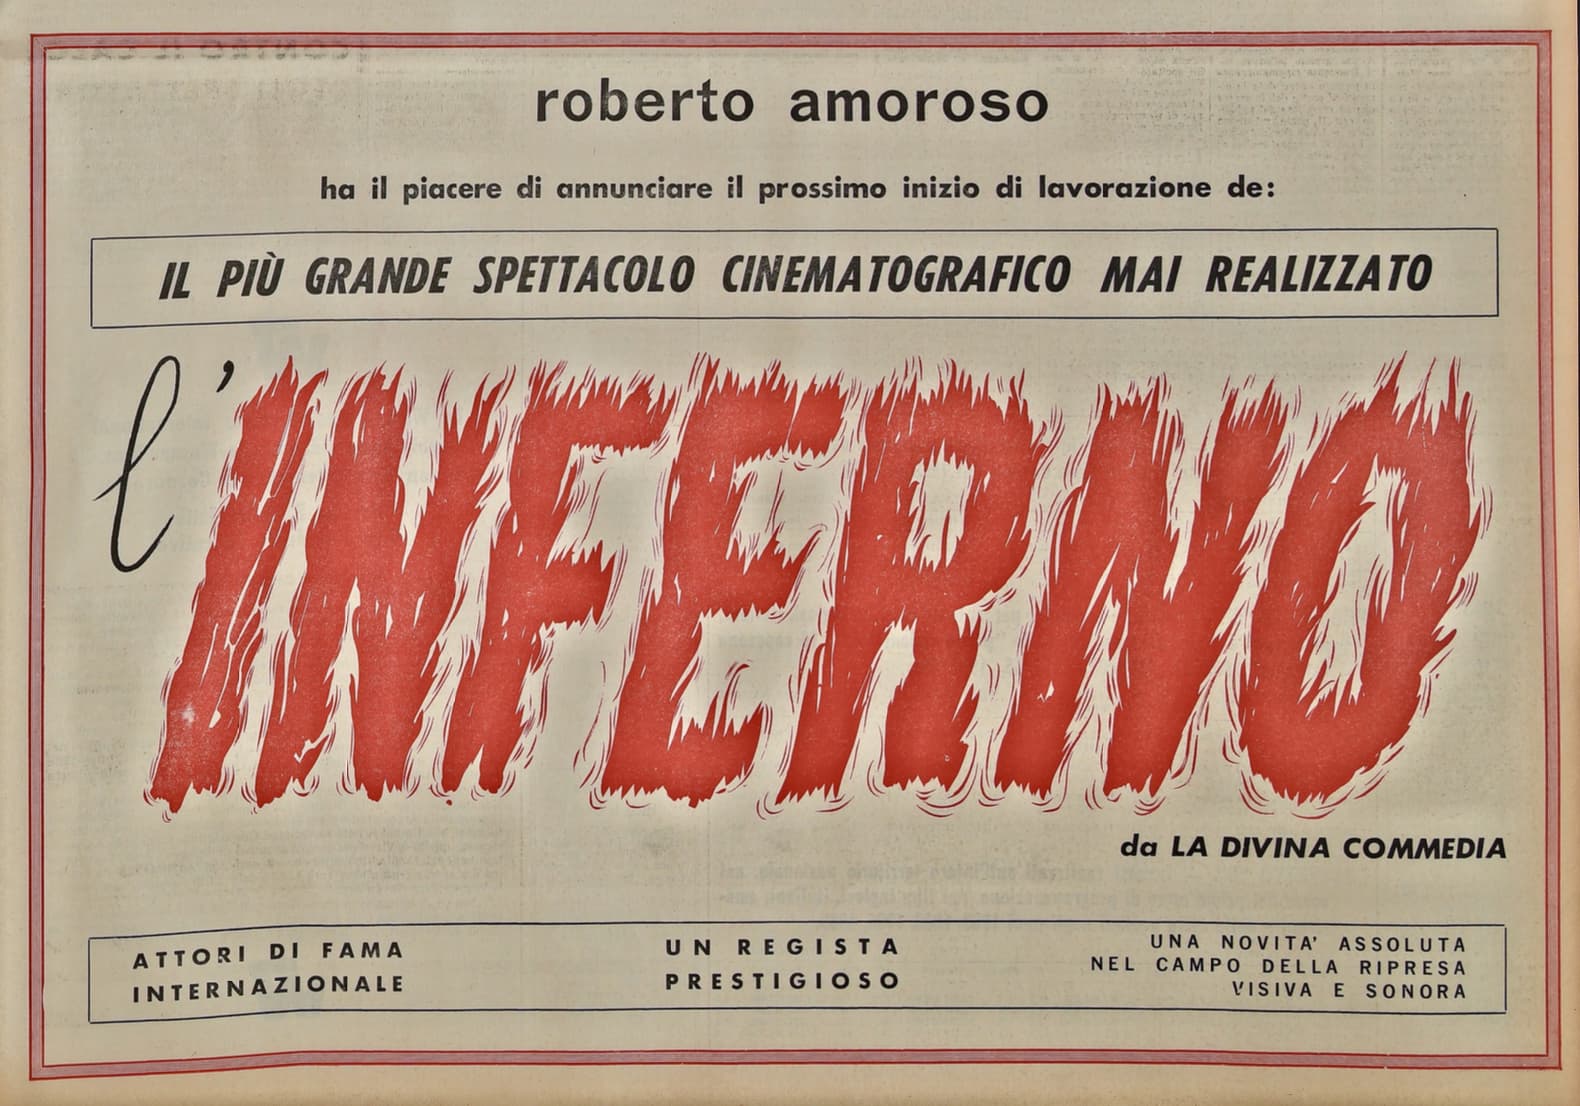 roberto amoroso
ha il piacere di annunciare il prossimo inizio di lavorazione de:
IL PIÙ GRANDE SPETTACOLO CINEMATOGRAFICO MAI REALIZZATO
l'INFERNO
da LA DIVINA COMMEDIA
ATTORI DI FAMA
INTERNAZIONALE
UN REGISTA
PRESTIGIOSO
UNA NOVITA' ASSOLUTA
NEL CAMPO DELLA RIPRESA
VISIVA E SONORA